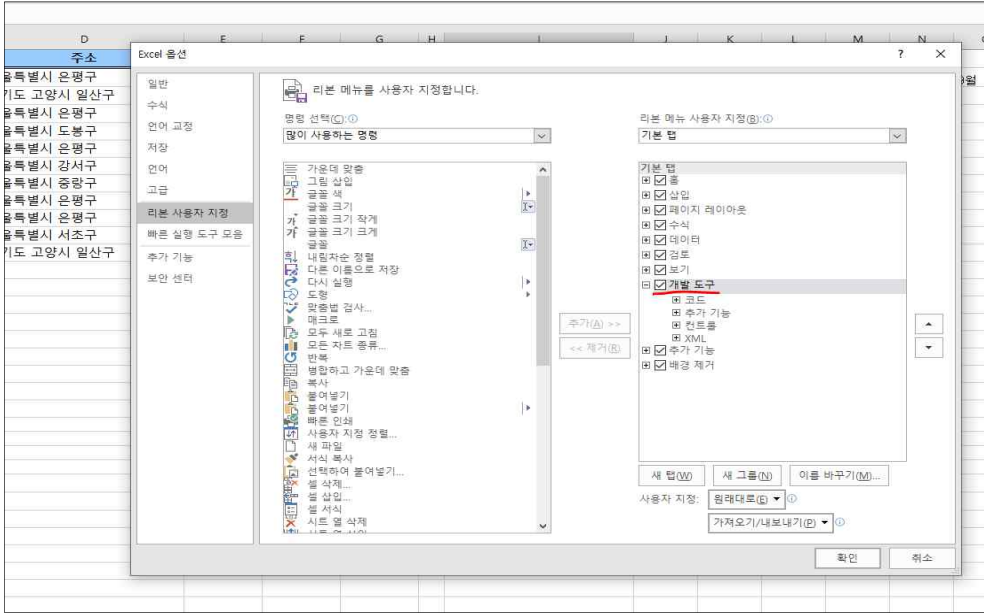 D E F G H I J K L M N
주소
Excel 옵션
? ×
울특별시 은평구
기도 고양시 일산구
울특별시 은평구
울특별시 도봉구
울특별시 은평구
울특별시 강서구
울특별시 중랑구
울특별시 은평구
울특별시 은평구
울특별시 서초구
기도 고양시 일산구
일반
수식
언어 교정
저장
언어
고급
리본 사용자 지정
빠른 실행 도구 모음
추가 기능
보안 센터
리본 메뉴를 사용자 지정합니다.
명령 선택(C):
많이 사용하는 명령
가운데 맞춤
그림 삽입
글꼴 색
글꼴 크기
글꼴 크기 작게
글꼴 크기 크게
글꼴
내림차순 정렬
다른 이름으로 저장
다시 실행
도형
맞춤법 검사...
매크로
모두 새로 고침
모든 차트 종류...
반복
병합하고 가운데 맞춤
복사
붙여넣기
붙여넣기
빠른 인쇄
사용자 지정 정렬...
새 파일
서식 복사
선택하여 붙여넣기...
셀 삭제...
셀 삽입...
셀 서식
시트 열 삭제
추가(A) >>
<< 제거(R)
리본 메뉴 사용자 지정(B):
기본 탭
기본 탭
홈
삽입
페이지 레이아웃
수식
데이터
검토
보기
개발 도구
코드
추가 기능
컨트롤
XML
추가 기능
배경 제거
새 탭(W) 새 그룹(N) 이름 바꾸기(M)...
사용자 지정: 원래대로(E)
가져오기/내보내기(P)
확인 취소
월